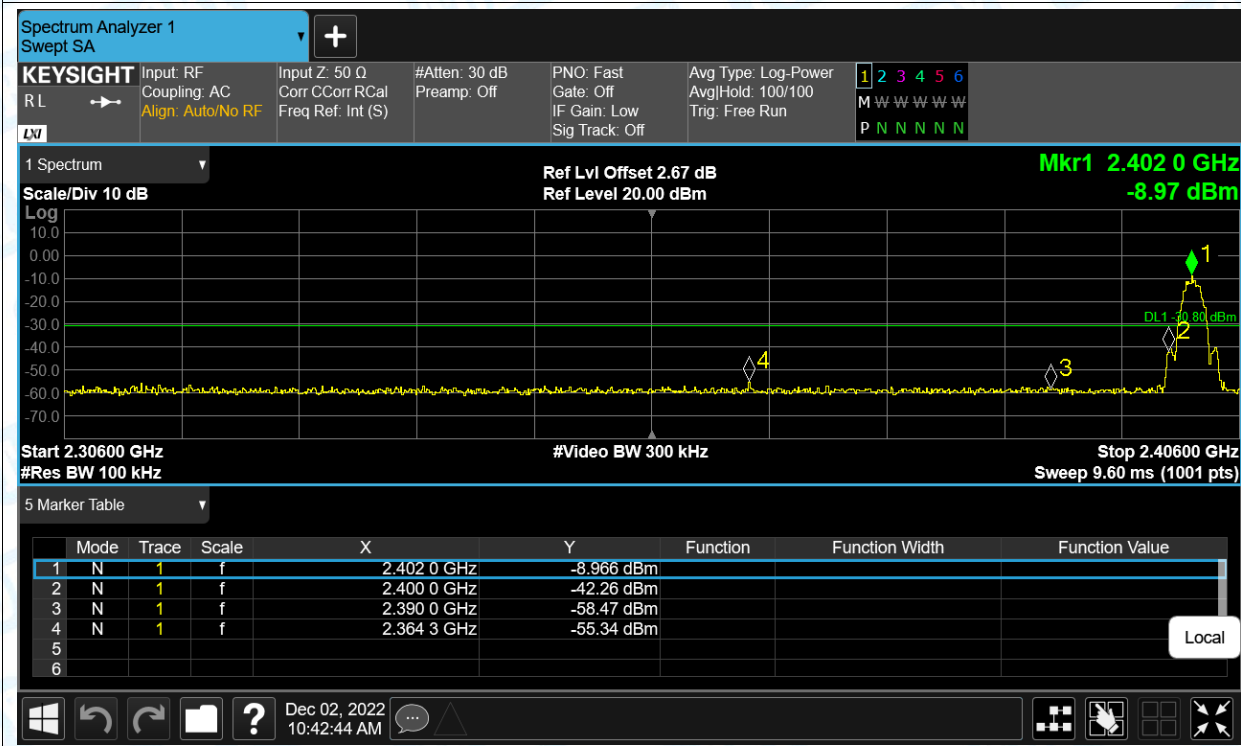 Spectrum Analyzer 1
Swept SA
KEYSIGHT
R L
LXI
Input: RF
Coupling: AC
Align: Auto/No RF
Input Z: 50 Ω
Corr CCorr RCal
Freq Ref: Int (S)
#Atten: 30 dB
Preamp: Off
PNO: Fast
Gate: Off
IF Gain: Low
Sig Track: Off
Avg Type: Log-Power
Avg|Hold: 100/100
Trig: Free Run
1 2 3 4 5 6
M W W W W W
P N N N N N
1 Spectrum
Scale/Div 10 dB
Ref Lvl Offset 2.67 dB
Ref Level 20.00 dBm
Mkr1 2.402 0 GHz
-8.97 dBm
Log
10.0
0.00
-10.0
-20.0
-30.0
-40.0
-50.0
-60.0
-70.0
1
DL1 -30.80 dBm
2
4
3
Start 2.30600 GHz
#Res BW 100 kHz
#Video BW 300 kHz
Stop 2.40600 GHz
Sweep 9.60 ms (1001 pts)
5 Marker Table
Mode Trace Scale X Y Function Function Width Function Value
1 N 1 f 2.402 0 GHz -8.966 dBm
2 N 1 f 2.400 0 GHz -42.26 dBm
3 N 1 f 2.390 0 GHz -58.47 dBm
4 N 1 f 2.364 3 GHz -55.34 dBm
5
6
Local
?
Dec 02, 2022
10:42:44 AM